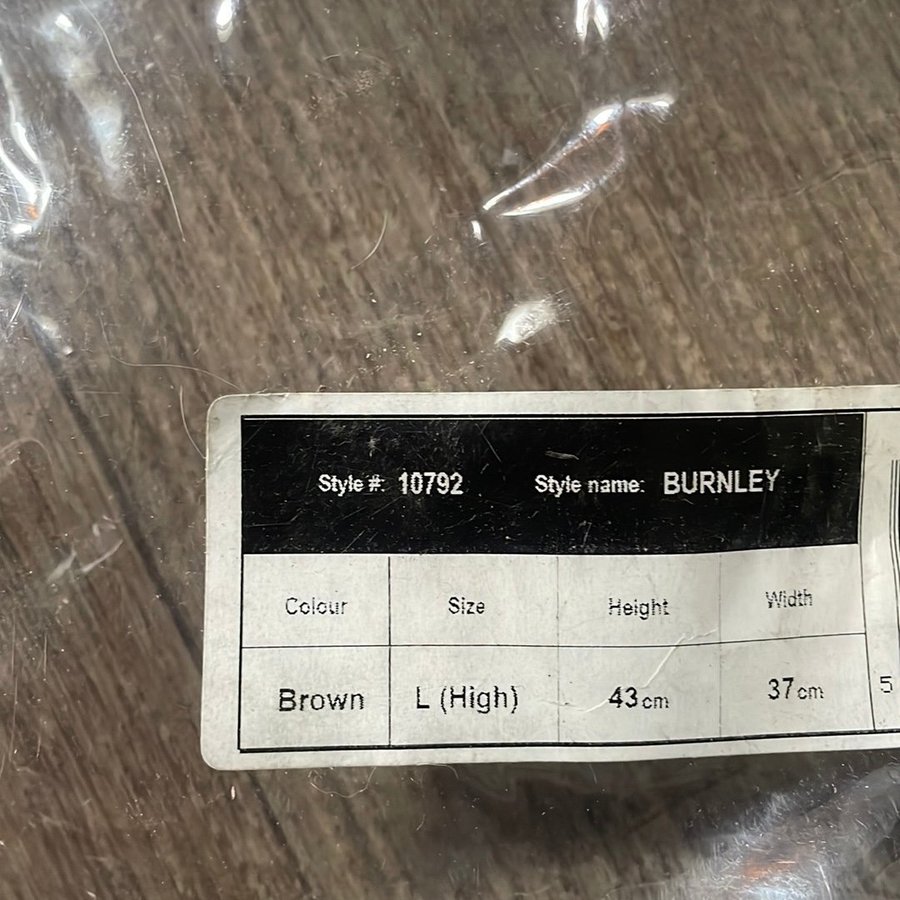 Style #: 10792 Style name: BURNLEY
Colour Size Height Width
Brown L (High) 43cm 37cm 5